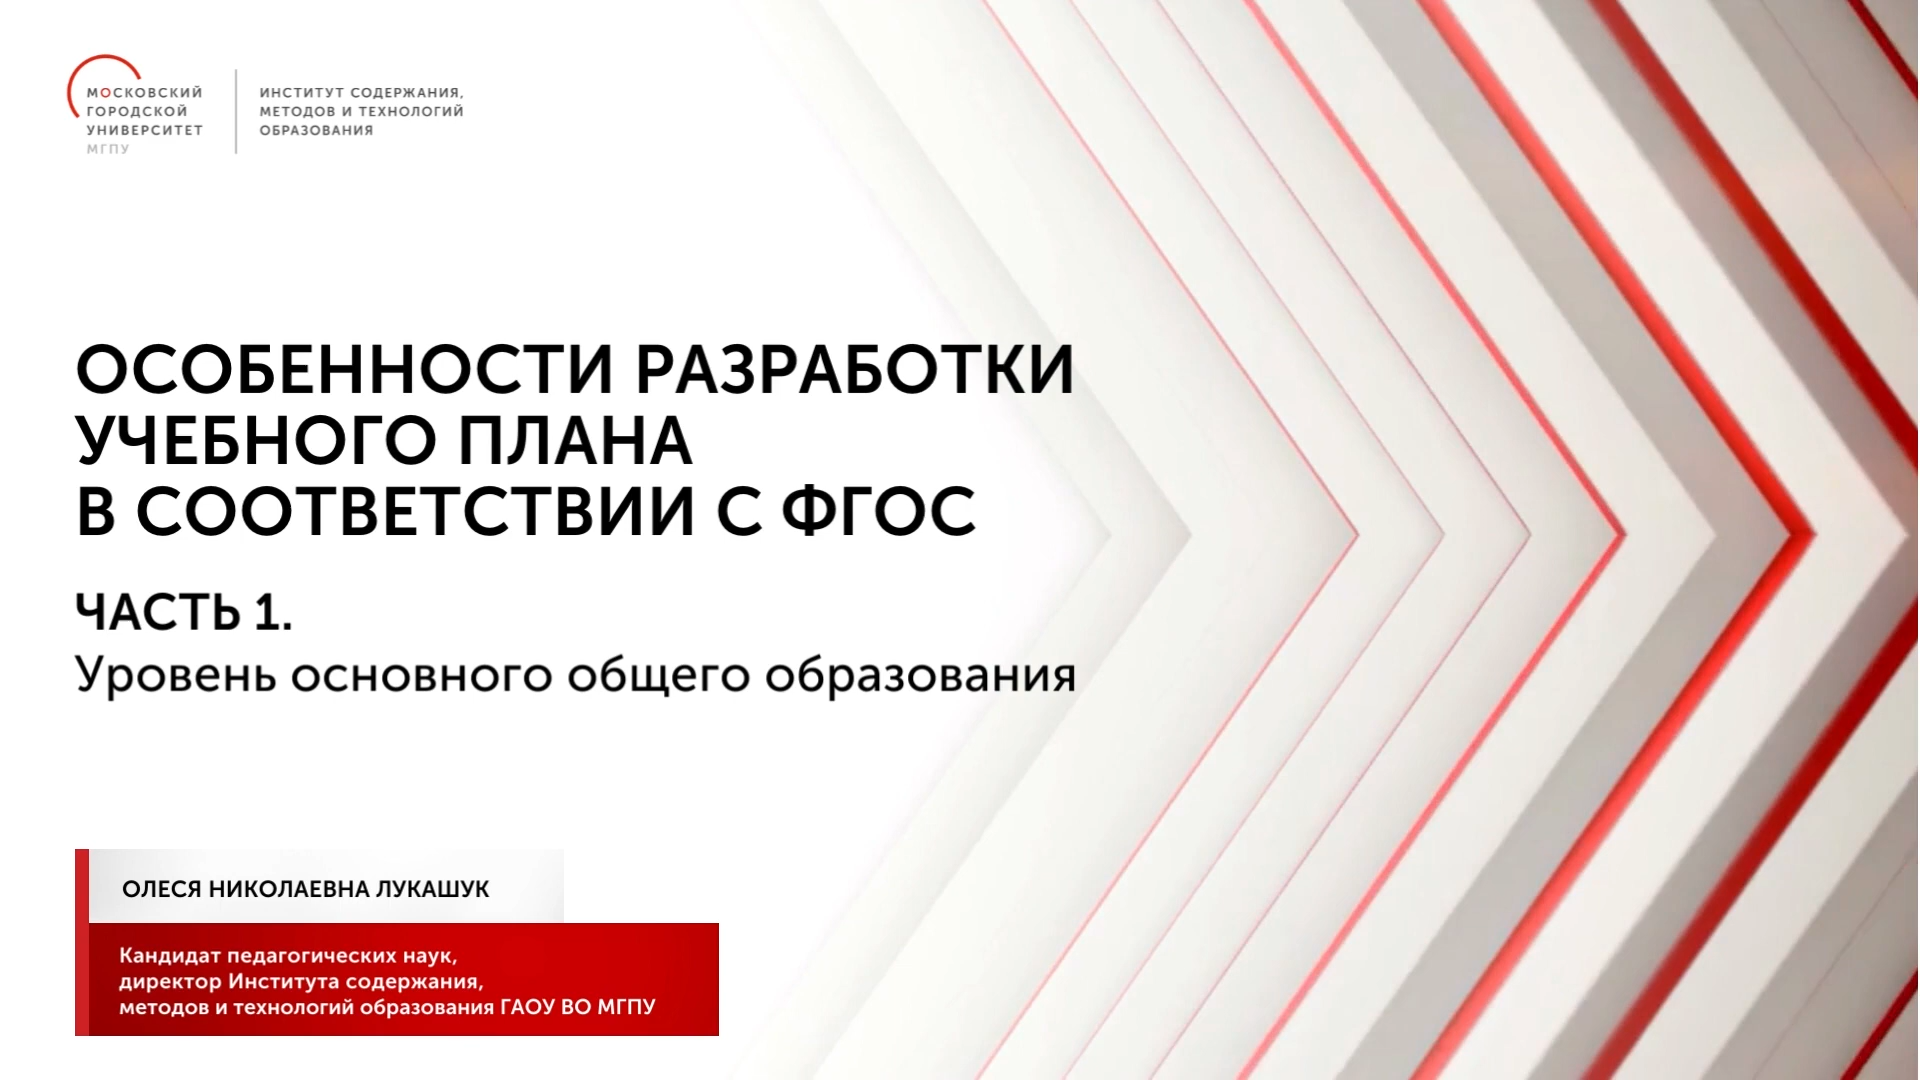 МОСКОВСКИЙ
ГОРОДСКОЙ
УНИВЕРСИТЕТ
МГПУ
ИНСТИТУТ СОДЕРЖАНИЯ,
МЕТОДОВ И ТЕХНОЛОГИЙ
ОБРАЗОВАНИЯ
ОСОБЕННОСТИ РАЗРАБОТКИ
УЧЕБНОГО ПЛАНА
В СООТВЕТСТВИИ С ФГОС
ЧАСТЬ 1.
Уровень основного общего образования
ОЛЕСЯ НИКОЛАЕВНА ЛУКАШУК
Кандидат педагогических наук,
директор Института содержания,
методов и технологий образования ГАОУ ВО МГПУ